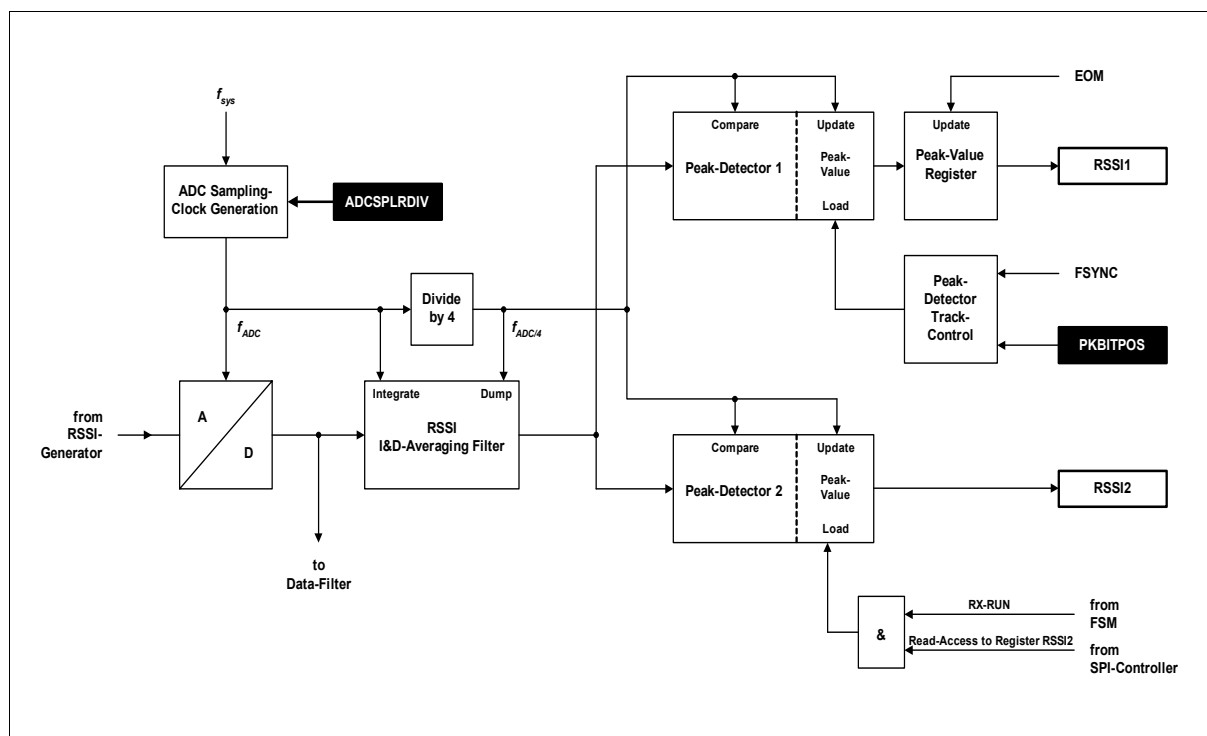 EOM
f_sys
Compare
Update
Update
Peak-Detector 1
Peak-
Value
Load
Peak-Value
Register
RSSI1
ADC Sampling-
Clock Generation
ADCSPLRDIV
Divide
by 4
Peak-
Detector
Track-
Control
FSYNC
PKBITPOS
f_ADC
f_ADC/4
from
RSSI-
Generator
A
D
Integrate
Dump
RSSI
I&D-Averaging Filter
Compare
Update
Peak-Detector 2
Peak-
Value
Load
RSSI2
to
Data-Filter
&
RX-RUN
from
FSM
Read-Access to Register RSSI2
from
SPI-Controller